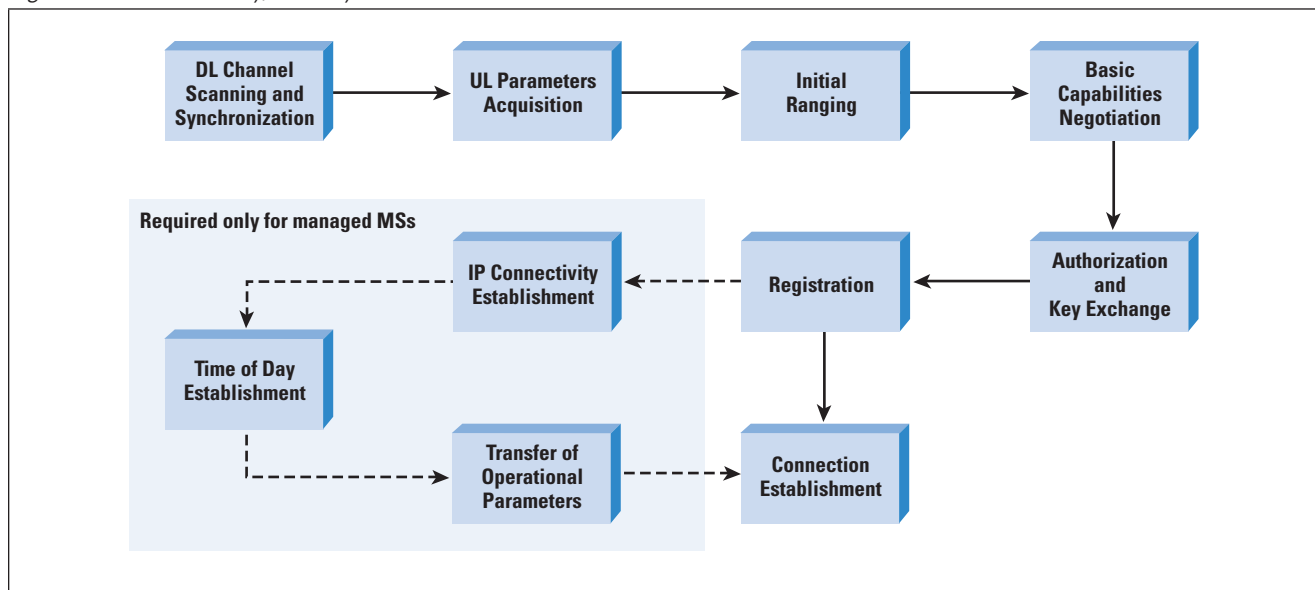 DL Channel
Scanning and
Synchronization
UL Parameters
Acquisition
Initial
Ranging
Basic
Capabilities
Negotiation
Required only for managed MSs
IP Connectivity
Establishment
Registration
Authorization
and
Key Exchange
Time of Day
Establishment
Transfer of
Operational
Parameters
Connection
Establishment